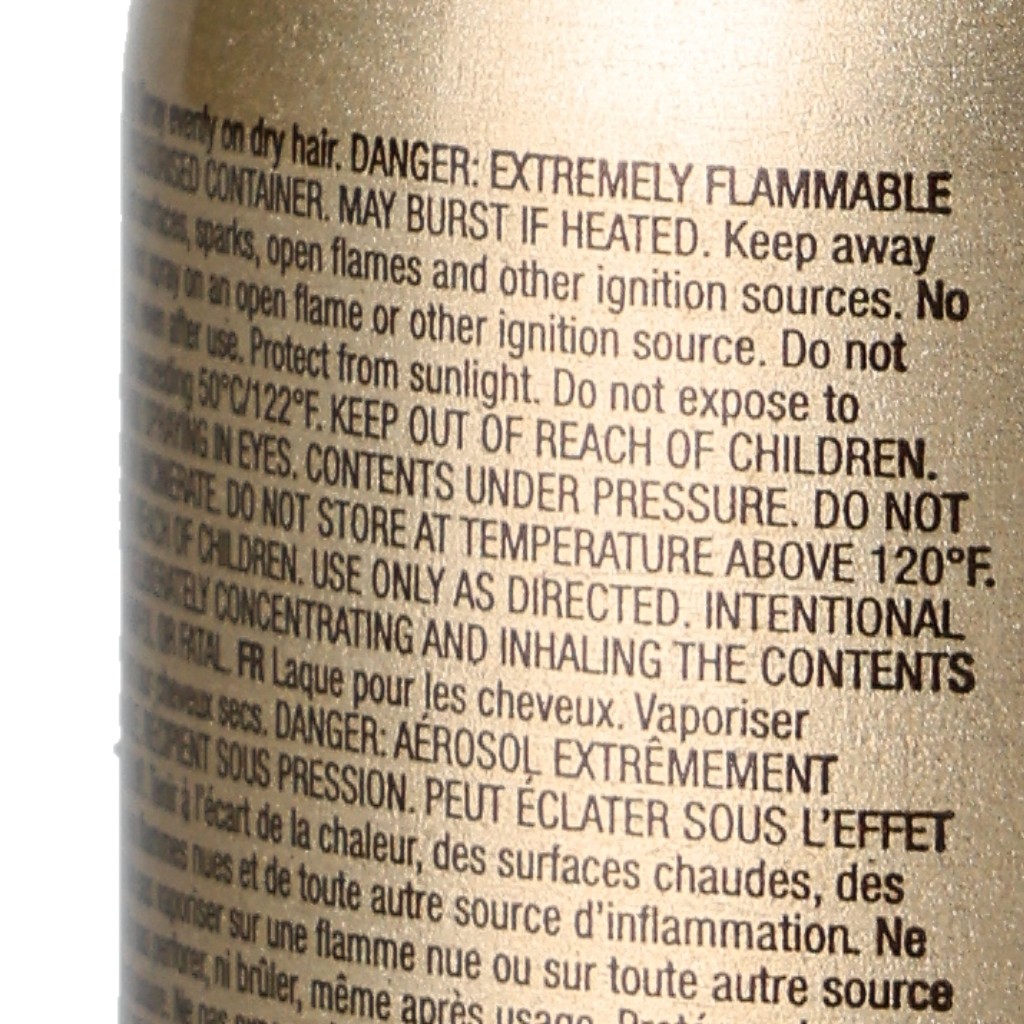 evenly on dry hair. DANGER: EXTREMELY FLAMMABLE
CONTAINER. MAY BURST IF HEATED. Keep away
sparks, open flames and other ignition sources. No
spray on an open flame or other ignition source. Do not
after use. Protect from sunlight. Do not expose to
50°C/122°F. KEEP OUT OF REACH OF CHILDREN.
IN EYES. CONTENTS UNDER PRESSURE. DO NOT
DO NOT STORE AT TEMPERATURE ABOVE 120°F.
OF CHILDREN. USE ONLY AS DIRECTED. INTENTIONAL
CONCENTRATING AND INHALING THE CONTENTS
OR FATAL. FR Laque pour les cheveux. Vaporiser
cheveux secs. DANGER: AÉROSOL EXTRÊMEMENT
SOUS PRESSION. PEUT ÉCLATER SOUS L'EFFET
à l'écart de la chaleur, des surfaces chaudes, des
nues et de toute autre source d'inflammation. Ne
vaporiser sur une flamme nue ou sur toute autre source
ni brûler, même après usage.